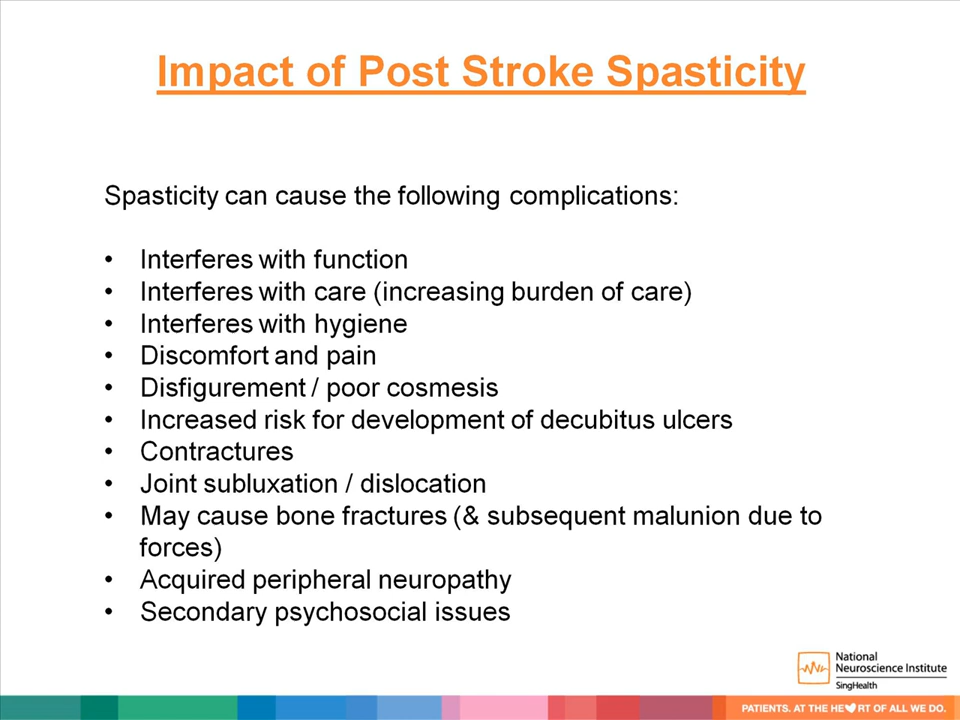 Impact of Post Stroke Spasticity
Spasticity can cause the following complications:
• Interferes with function
• Interferes with care (increasing burden of care)
• Interferes with hygiene
• Discomfort and pain
• Disfigurement / poor cosmesis
• Increased risk for development of decubitus ulcers
• Contractures
• Joint subluxation / dislocation
• May cause bone fractures (& subsequent malunion due to
forces)
• Acquired peripheral neuropathy
• Secondary psychosocial issues
National
Neuroscience Institute
SingHealth
PATIENTS. AT THE HE♥RT OF ALL WE DO.